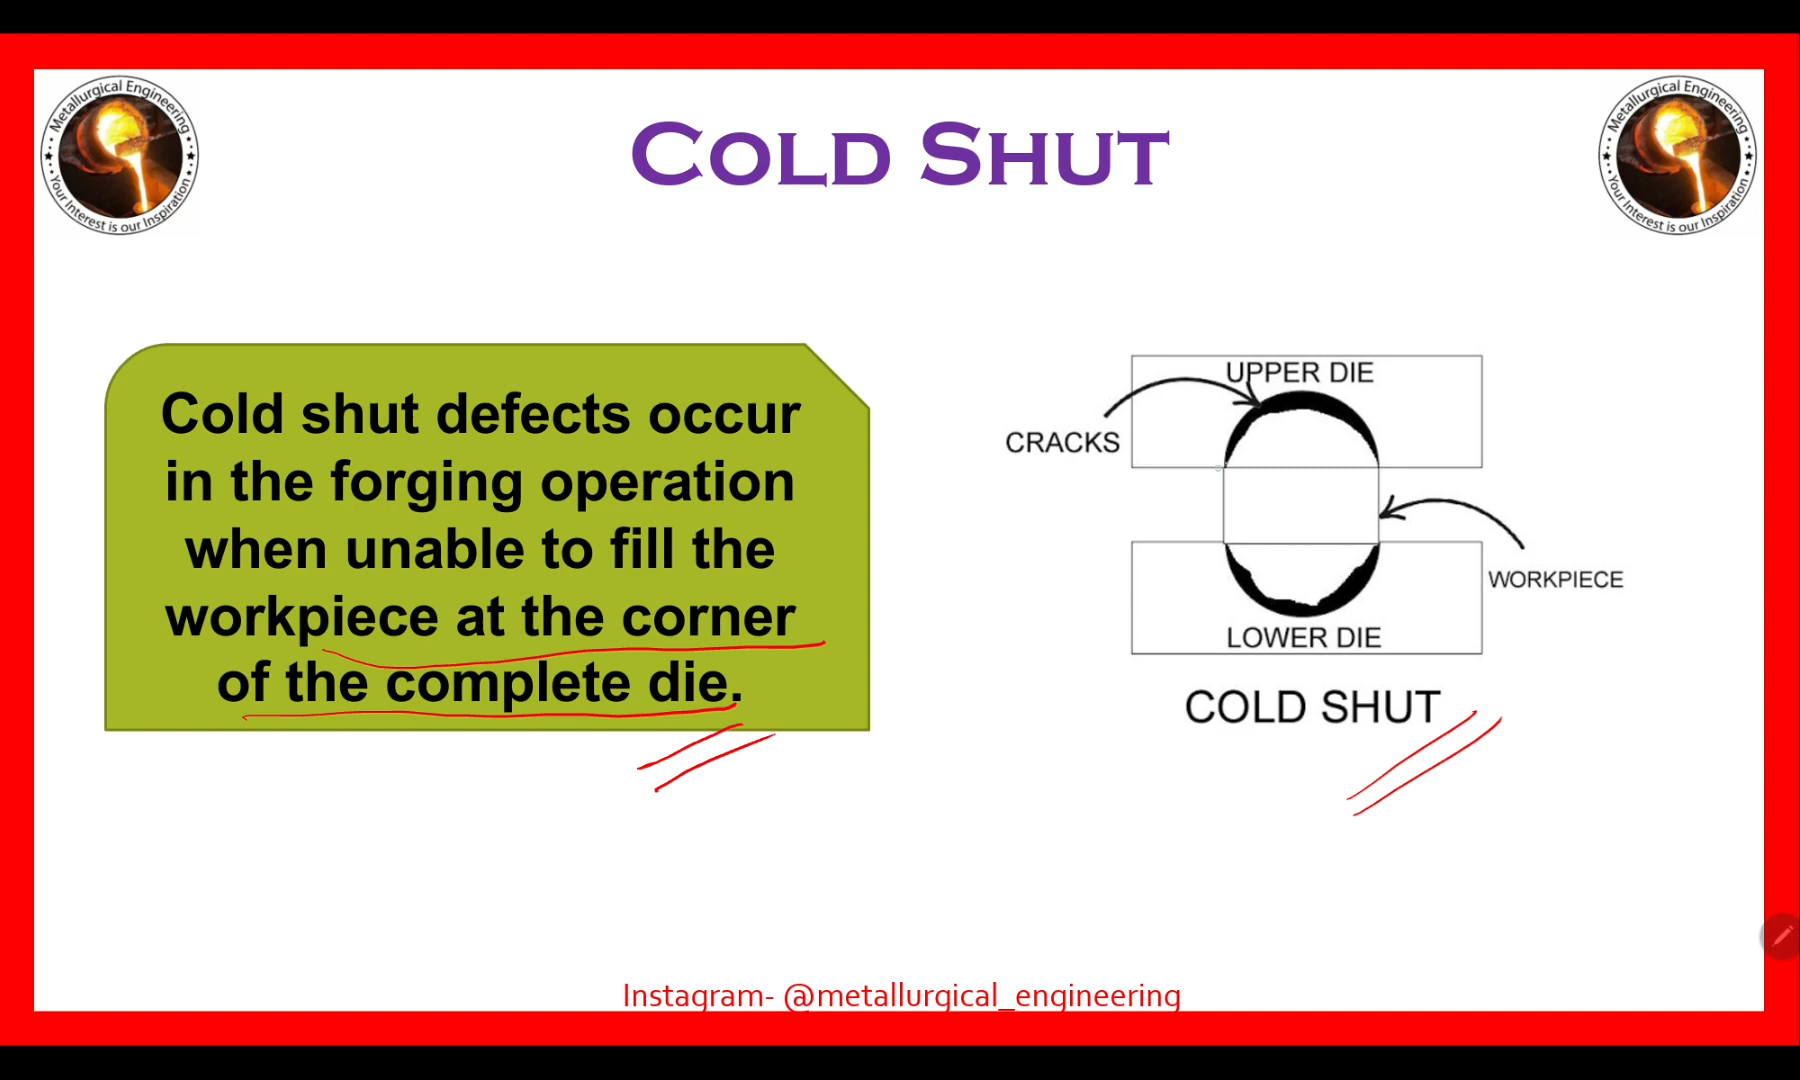 Metallurgical Engineering
Your Interest is our Inspiration
COLD SHUT
Metallurgical Engineering
Your Interest is our Inspiration
Cold shut defects occur
in the forging operation
when unable to fill the
workpiece at the corner
of the complete die.
UPPER DIE
CRACKS
WORKPIECE
LOWER DIE
COLD SHUT
Instagram- @metallurgical_engineering